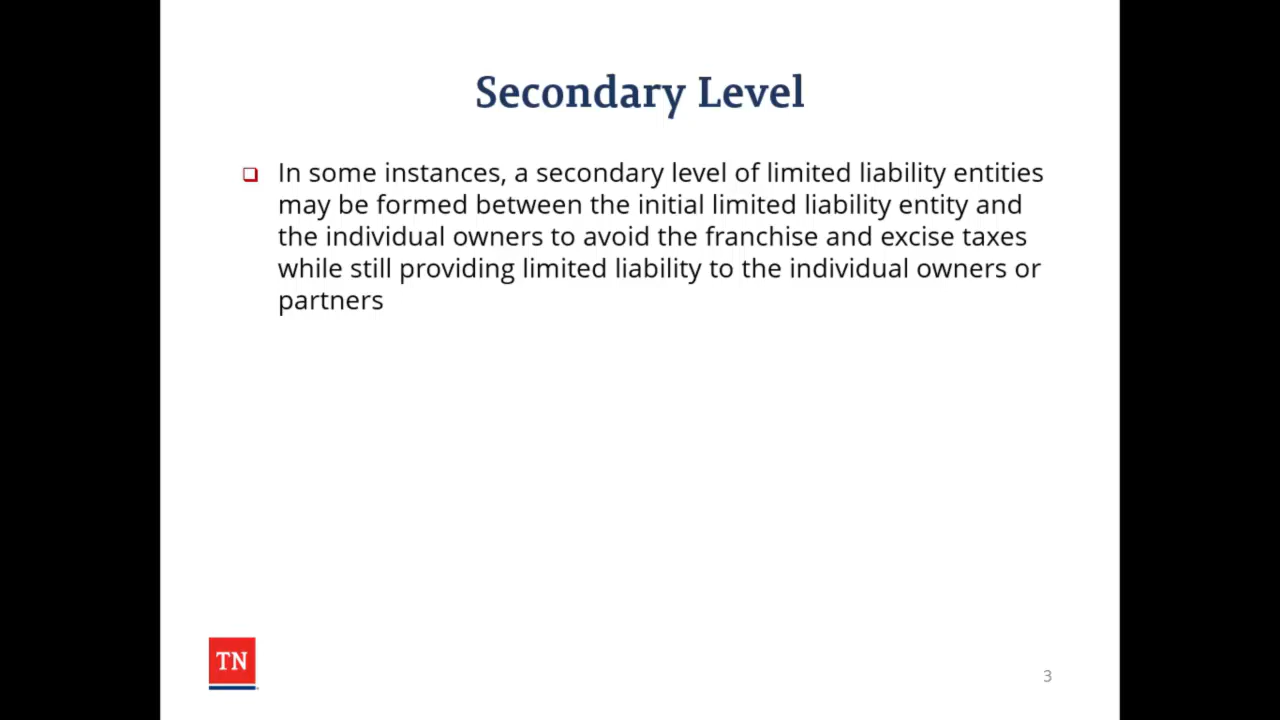 Secondary Level
In some instances, a secondary level of limited liability entities
may be formed between the initial limited liability entity and
the individual owners to avoid the franchise and excise taxes
while still providing limited liability to the individual owners or
partners
TN
3